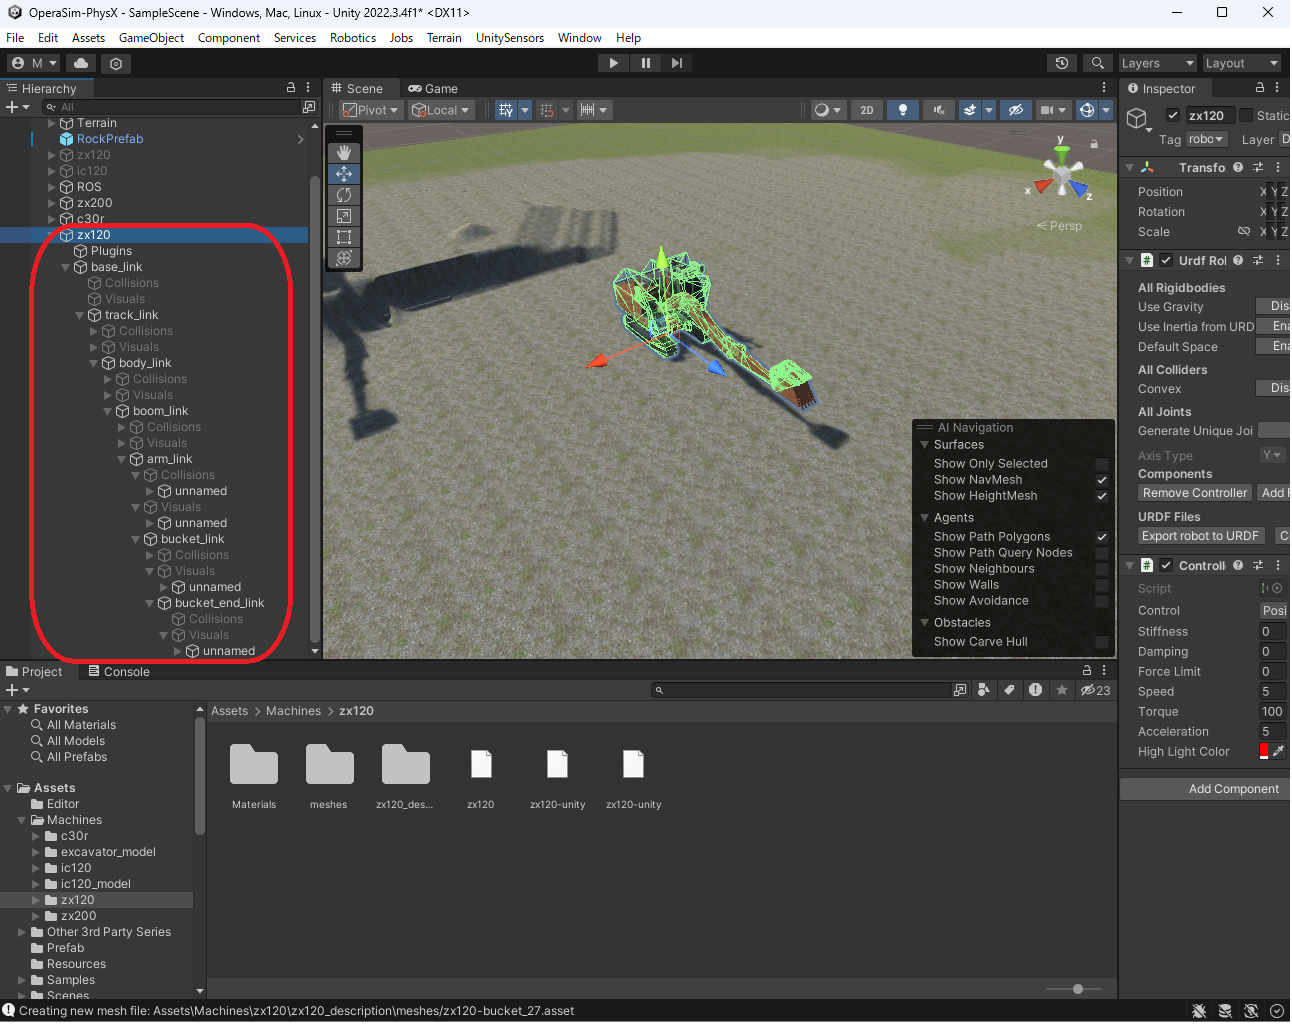 OperaSim-PhysX - SampleScene - Windows, Mac, Linux - Unity 2022.3.4f1* <DX11>
File Edit Assets GameObject Component Services Robotics Jobs Terrain UnitySensors Window Help
M
Layers Layout
Hierarchy
All
Terrain
RockPrefab
zx120
ic120
ROS
zx200
c30r
zx120
Plugins
base_link
Collisions
Visuals
track_link
Collisions
Visuals
body_link
Collisions
Visuals
boom_link
Collisions
Visuals
arm_link
Collisions
unnamed
Visuals
unnamed
bucket_link
Collisions
Visuals
unnamed
bucket_end_link
Collisions
Visuals
unnamed
Scene Game
Pivot Local 2D
y
x
z
Persp
AI Navigation
Surfaces
Show Only Selected
Show NavMesh
Show HeightMesh
Agents
Show Path Polygons
Show Path Query Nodes
Show Neighbours
Show Walls
Show Avoidance
Obstacles
Show Carve Hull
Inspector
zx120 Static
Tag robo Layer D
Transfo
Position X Y Z
Rotation X Y Z
Scale X Y Z
Urdf Rol
All Rigidbodies
Use Gravity Dis
Use Inertia from URD Ena
Default Space Ena
All Colliders
Convex Dis
All Joints
Generate Unique Joi
Axis Type Y
Components
Remove Controller Add F
URDF Files
Export robot to URDF C
Controlle
Script
Control Posi
Stiffness 0
Damping 0
Force Limit 0
Speed 5
Torque 100
Acceleration 5
High Light Color
Add Component
Project Console
23
Favorites
All Materials
All Models
All Prefabs
Assets
Editor
Machines
c30r
excavator_model
ic120
ic120_model
zx120
zx200
Other 3rd Party Series
Prefab
Resources
Samples
Scenes
Assets > Machines > zx120
Materials meshes zx120_des... zx120 zx120-unity zx120-unity
Creating new mesh file: Assets\Machines\zx120\zx120_description\meshes/zx120-bucket_27.asset